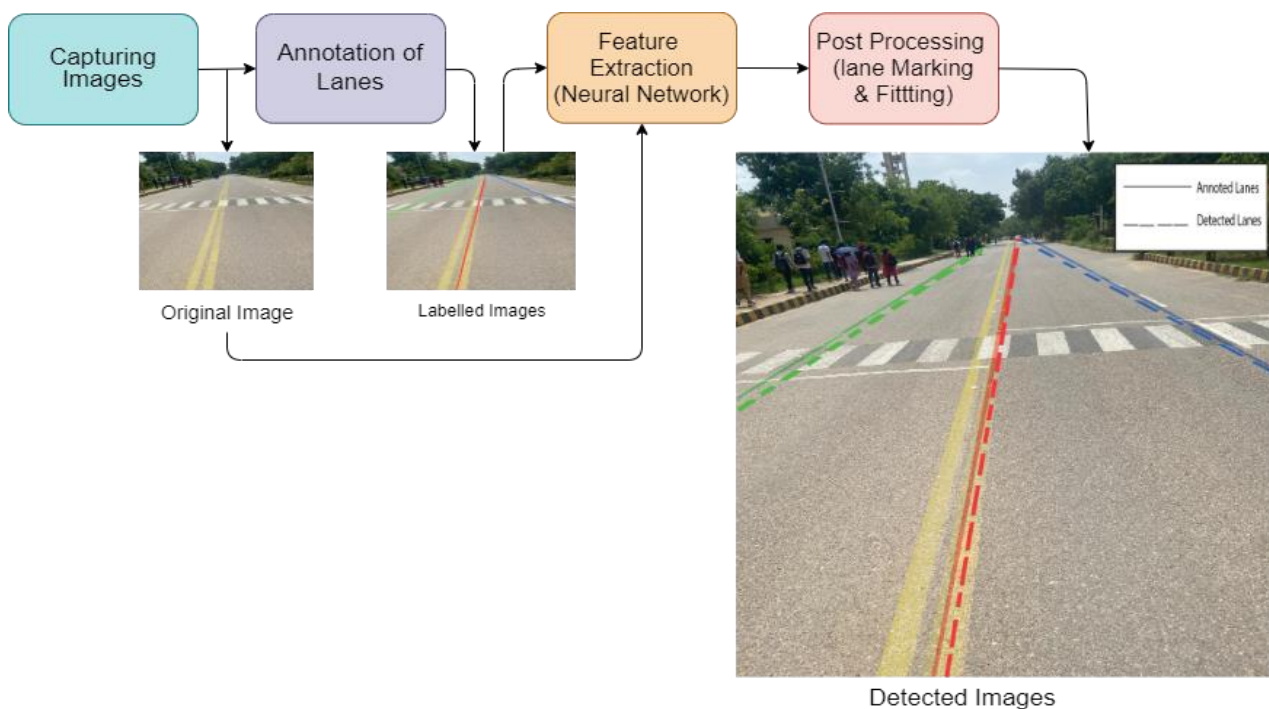 Capturing
Images
Annotation of
Lanes
Feature
Extraction
(Neural Network)
Post Processing
(lane Marking
& Fittting)
Original Image
Labelled Images
Annoted Lanes
Detected Lanes
Detected Images